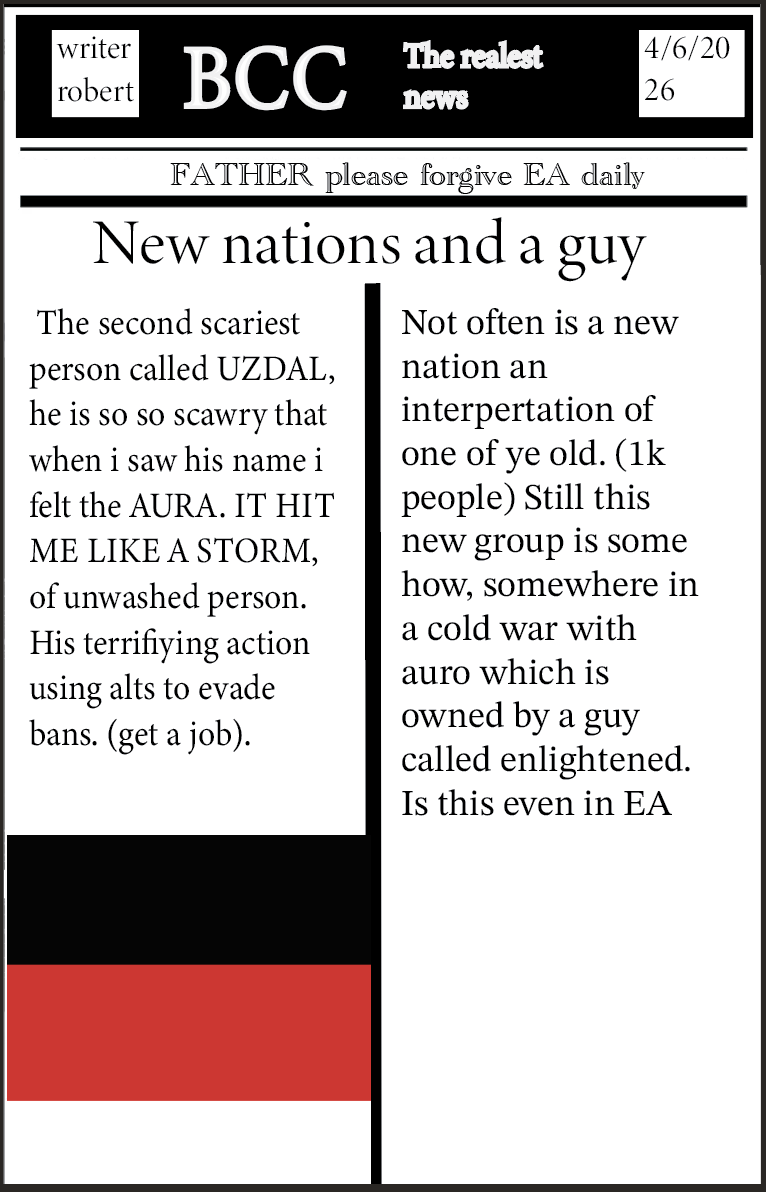 writer
robert
BCC
The realest
news
4/6/20
26
FATHER please forgive EA daily
New nations and a guy
The second scariest
person called UZDAL,
he is so so scawry that
when i saw his name i
felt the AURA. IT HIT
ME LIKE A STORM,
of unwashed person.
His terrifiying action
using alts to evade
bans. (get a job).
Not often is a new
nation an
interpertation of
one of ye old. (1k
people) Still this
new group is some
how, somewhere in
a cold war with
auro which is
owned by a guy
called enlightened.
Is this even in EA